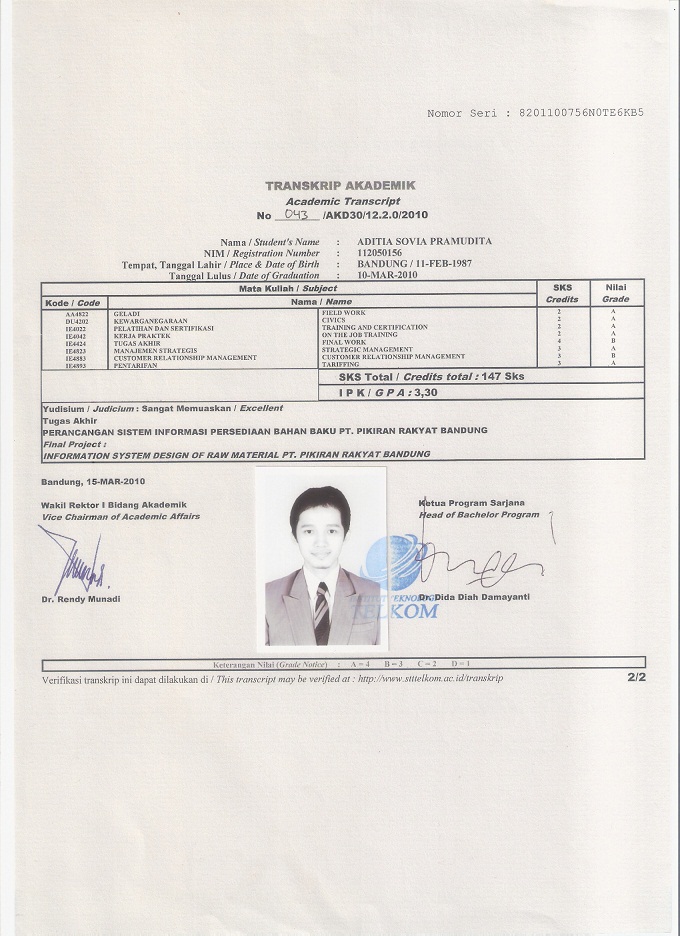 Nomor Seri : 8201100756N0TE6KB5
TRANSKRIP AKADEMIK
Academic Transcript
No 043 /AKD30/12.2.0/2010
Nama / Student's Name : ADITIA SOVIA PRAMUDITA
NIM / Registration Number : 112050156
Tempat, Tanggal Lahir / Place & Date of Birth : BANDUNG / 11-FEB-1987
Tanggal Lulus / Date of Graduation : 10-MAR-2010
Mata Kuliah / Subject SKS Nilai
Kode / Code Nama / Name Credits Grade
AA4822 GELADI FIELD WORK 2 A
DU4202 KEWARGANEGARAAN CIVICS 2 A
IE4022 PELATIHAN DAN SERTIFIKASI TRAINING AND CERTIFICATION 2 A
IE4042 KERJA PRAKTEK ON THE JOB TRAINING 2 A
IE4424 TUGAS AKHIR FINAL WORK 4 B
IE4823 MANAJEMEN STRATEGIS STRATEGIC MANAGEMENT 3 A
IE4883 CUSTOMER RELATIONSHIP MANAGEMENT CUSTOMER RELATIONSHIP MANAGEMENT 3 B
IE4893 PENTARIFAN TARIFFING 3 A
SKS Total / Credits total : 147 Sks
I P K / G P A : 3,30
Yudisium / Judicium : Sangat Memuaskan / Excellent
Tugas Akhir
PERANCANGAN SISTEM INFORMASI PERSEDIAAN BAHAN BAKU PT. PIKIRAN RAKYAT BANDUNG
Final Project :
INFORMATION SYSTEM DESIGN OF RAW MATERIAL PT. PIKIRAN RAKYAT BANDUNG
Bandung, 15-MAR-2010
Wakil Rektor I Bidang Akademik
Vice Chairman of Academic Affairs
Dr. Rendy Munadi
Ketua Program Sarjana
Head of Bachelor Program
Dr. Dida Diah Damayanti
TELKOM
Keterangan Nilai (Grade Notice) : A = 4 B = 3 C = 2 D = 1
Verifikasi transkrip ini dapat dilakukan di / This transcript may be verified at : http://www.stttelkom.ac.id/transkrip
2/2